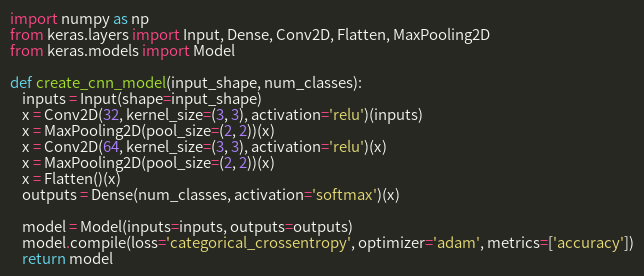 import numpy as np
from keras.layers import Input, Dense, Conv2D, Flatten, MaxPooling2D
from keras.models import Model

def create_cnn_model(input_shape, num_classes):
    inputs = Input(shape=input_shape)
    x = Conv2D(32, kernel_size=(3, 3), activation='relu')(inputs)
    x = MaxPooling2D(pool_size=(2, 2))(x)
    x = Conv2D(64, kernel_size=(3, 3), activation='relu')(x)
    x = MaxPooling2D(pool_size=(2, 2))(x)
    x = Flatten()(x)
    outputs = Dense(num_classes, activation='softmax')(x)

    model = Model(inputs=inputs, outputs=outputs)
    model.compile(loss='categorical_crossentropy', optimizer='adam', metrics=['accuracy'])
    return model